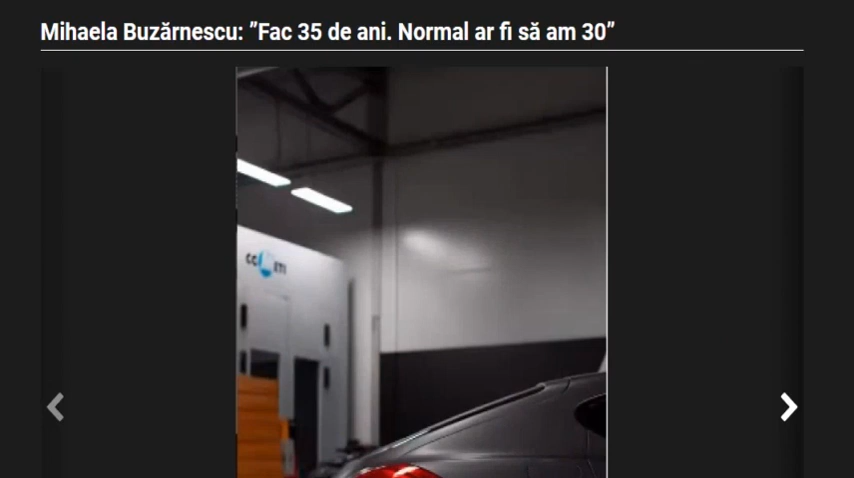 Mihaela Buzărnescu: ”Fac 35 de ani. Normal ar fi să am 30”